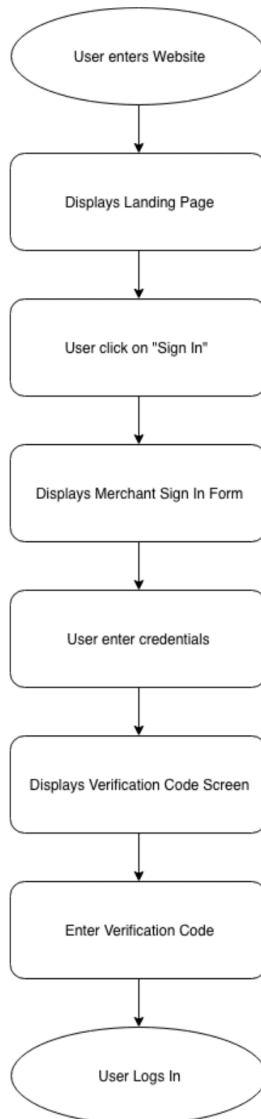 User enters Website
Displays Landing Page
User click on "Sign In"
Displays Merchant Sign In Form
User enter credentials
Displays Verification Code Screen
Enter Verification Code
User Logs In